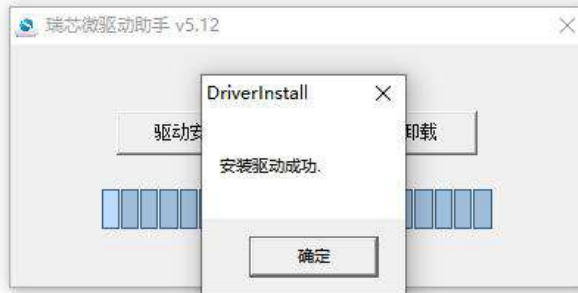 瑞芯微驱动助手 v5.12
DriverInstall
驱动安
卸载
安装驱动成功.
确定